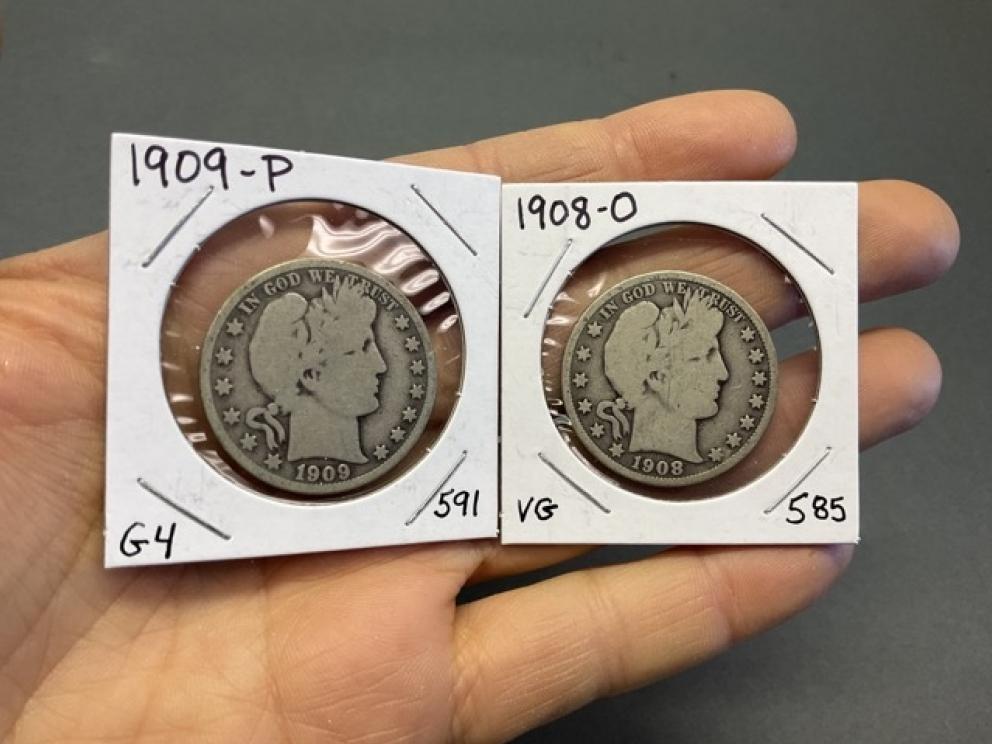 1909-P
IN GOD WE TRUST
1909
G4
591
1908-O
IN GOD WE TRUST
1908
VG
585